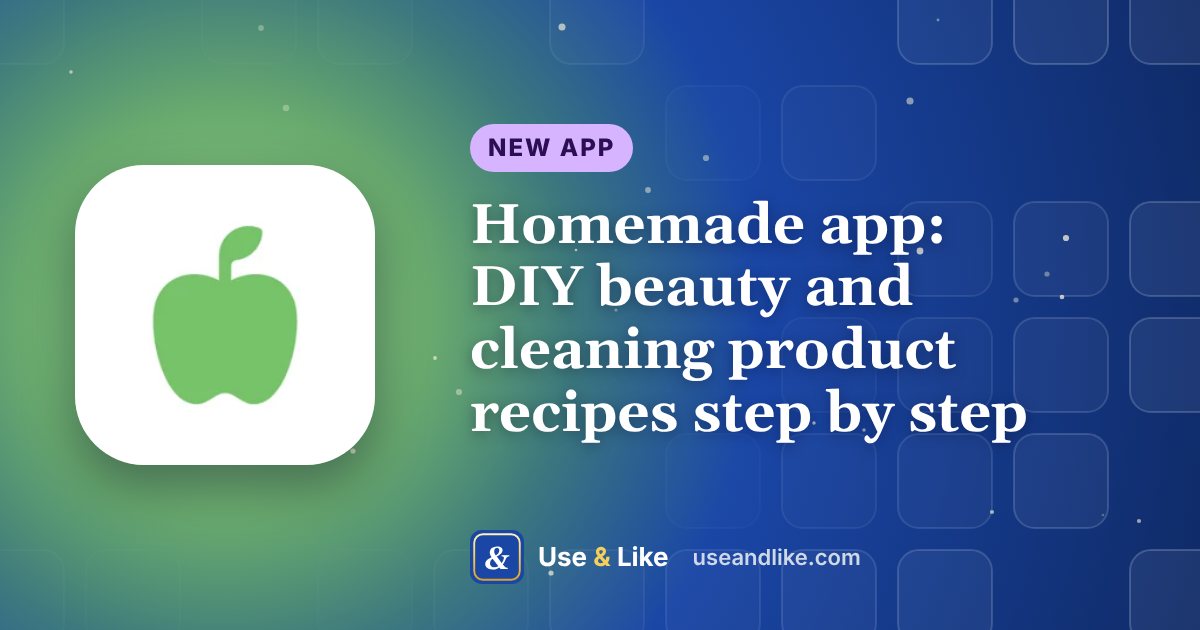 NEW APP
Homemade app:
DIY beauty and
cleaning product
recipes step by step
& Use & Like useandlike.com